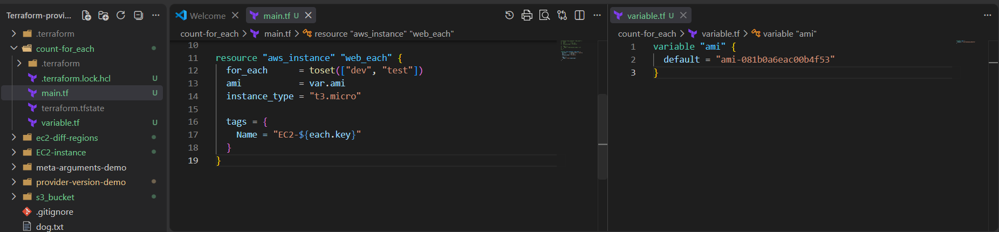 Terraform-provi...
.terraform
count-for_each
.terraform
.terraform.lock.hcl U
main.tf U
terraform.tfstate
variable.tf U
ec2-diff-regions
EC2-instance
meta-arguments-demo
provider-version-demo
s3_bucket
.gitignore
dog.txt
Welcome
main.tf U
count-for_each > main.tf > resource "aws_instance" "web_each"
10
11 resource "aws_instance" "web_each" {
12   for_each      = toset(["dev", "test"])
13   ami           = var.ami
14   instance_type = "t3.micro"
15
16   tags = {
17     Name = "EC2-${each.key}"
18   }
19 }
variable.tf U
count-for_each > variable.tf > variable "ami"
1 variable "ami" {
2   default = "ami-081b0a6eac00b4f53"
3 }